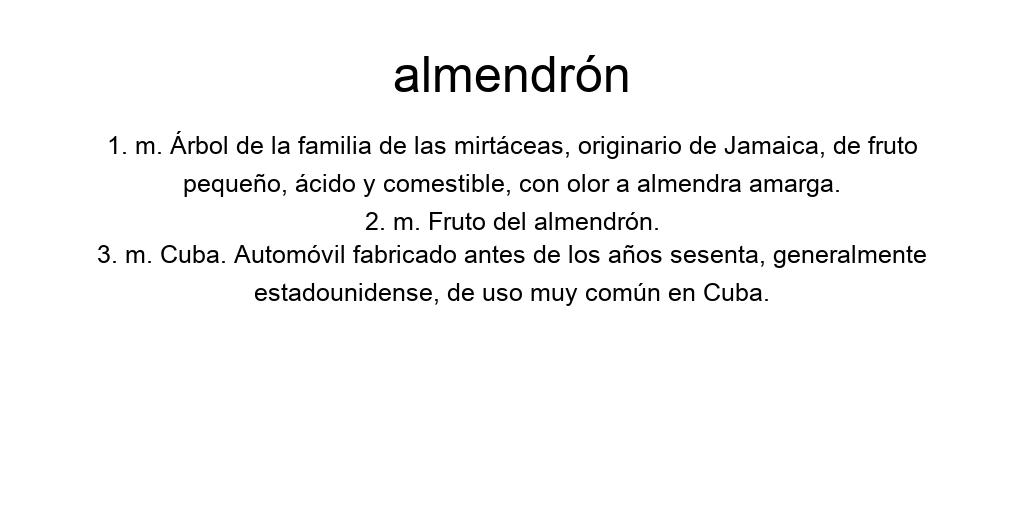 almendrón
1. m. Árbol de la familia de las mirtáceas, originario de Jamaica, de fruto
pequeño, ácido y comestible, con olor a almendra amarga.
2. m. Fruto del almendrón.
3. m. Cuba. Automóvil fabricado antes de los años sesenta, generalmente
estadounidense, de uso muy común en Cuba.